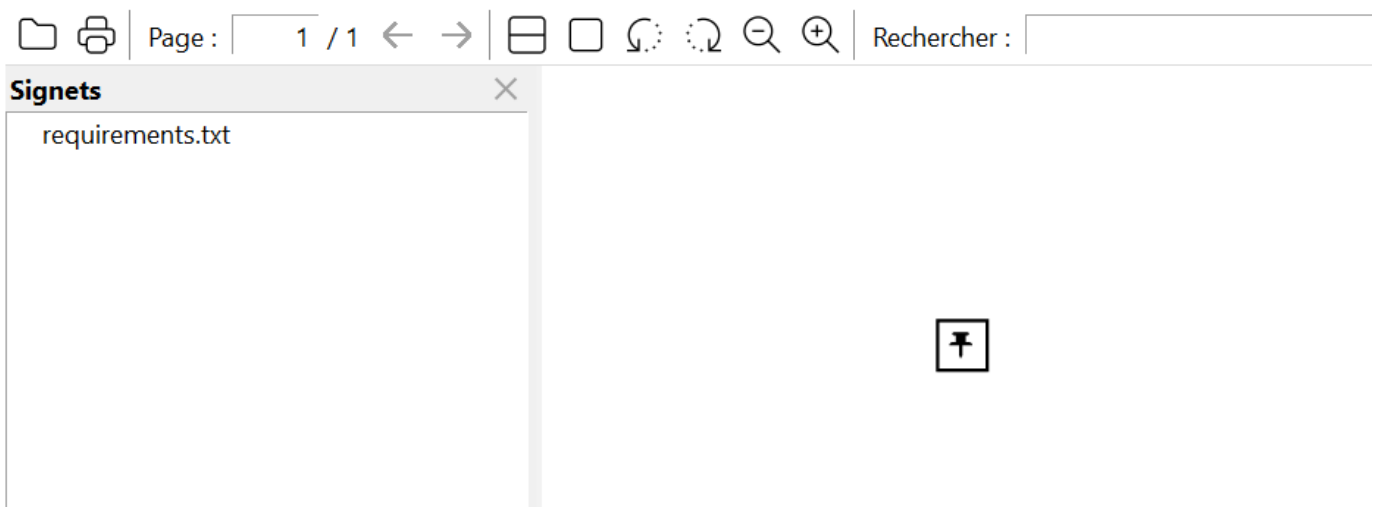 Page : 1 / 1 Rechercher :
Signets
requirements.txt